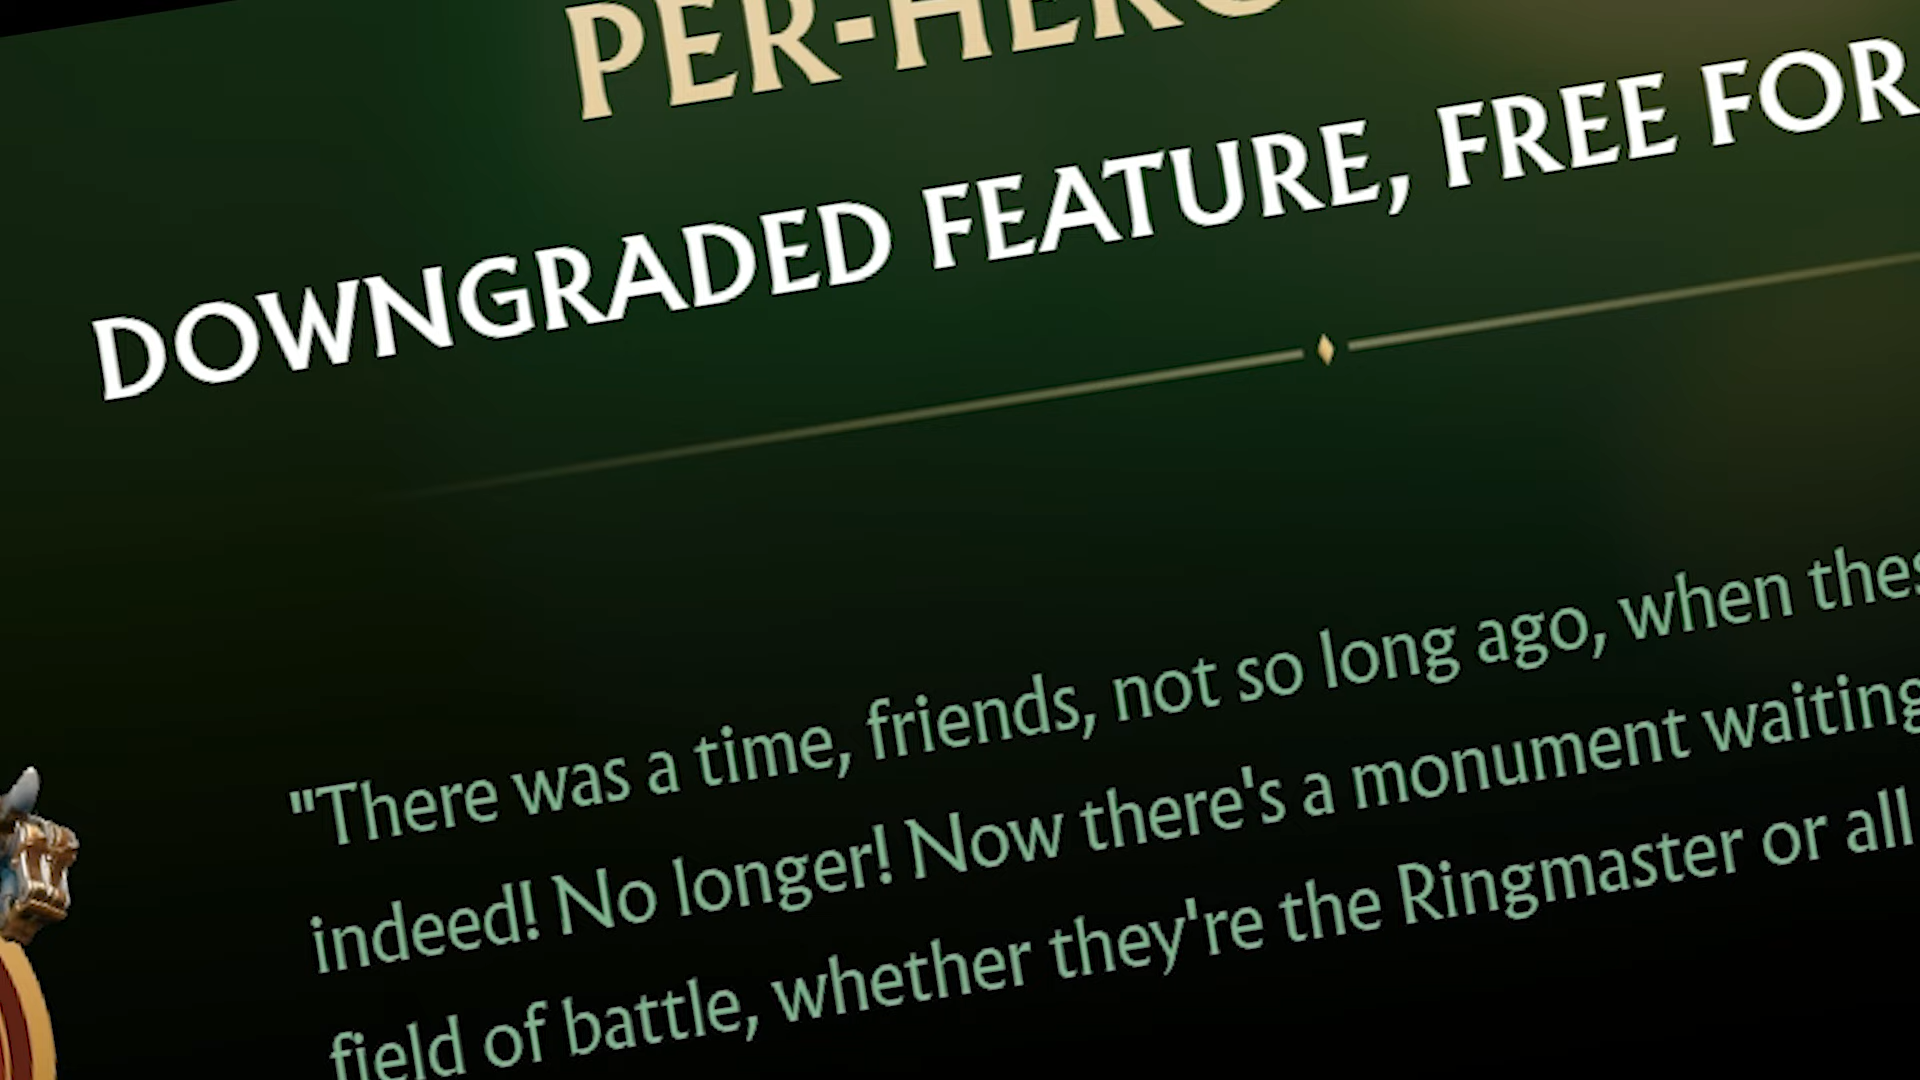 PER-HERO
DOWNGRADED FEATURE, FREE FOR
"There was a time, friends, not so long ago, when
indeed! No longer! Now there's a monument waiting
field of battle, whether they're the Ringmaster or all